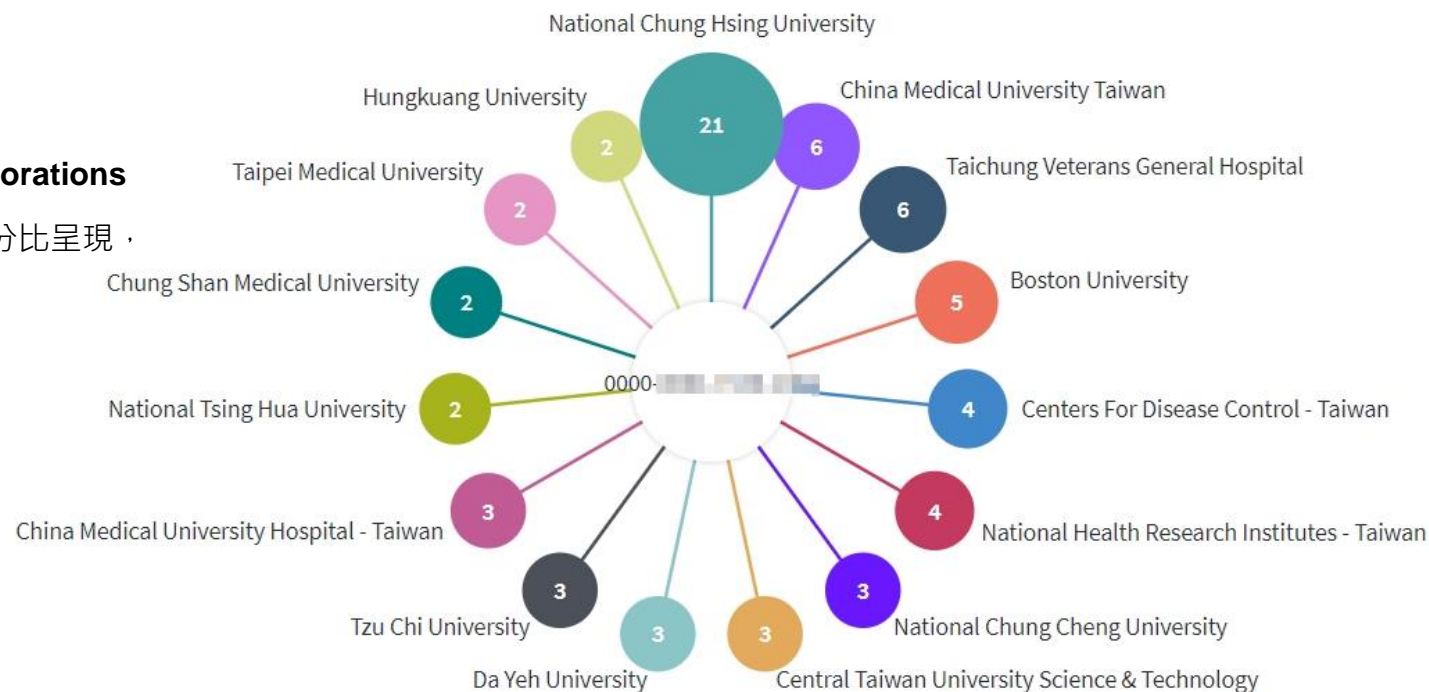 National Chung Hsing University
21
China Medical University Taiwan
6
Taichung Veterans General Hospital
6
Boston University
5
Centers For Disease Control - Taiwan
4
National Health Research Institutes - Taiwan
4
National Chung Cheng University
3
Central Taiwan University Science & Technology
3
Da Yeh University
3
Tzu Chi University
3
China Medical University Hospital - Taiwan
3
National Tsing Hua University
2
Chung Shan Medical University
2
Taipei Medical University
2
Hungkuang University
2
0000-
orations
分比呈現，